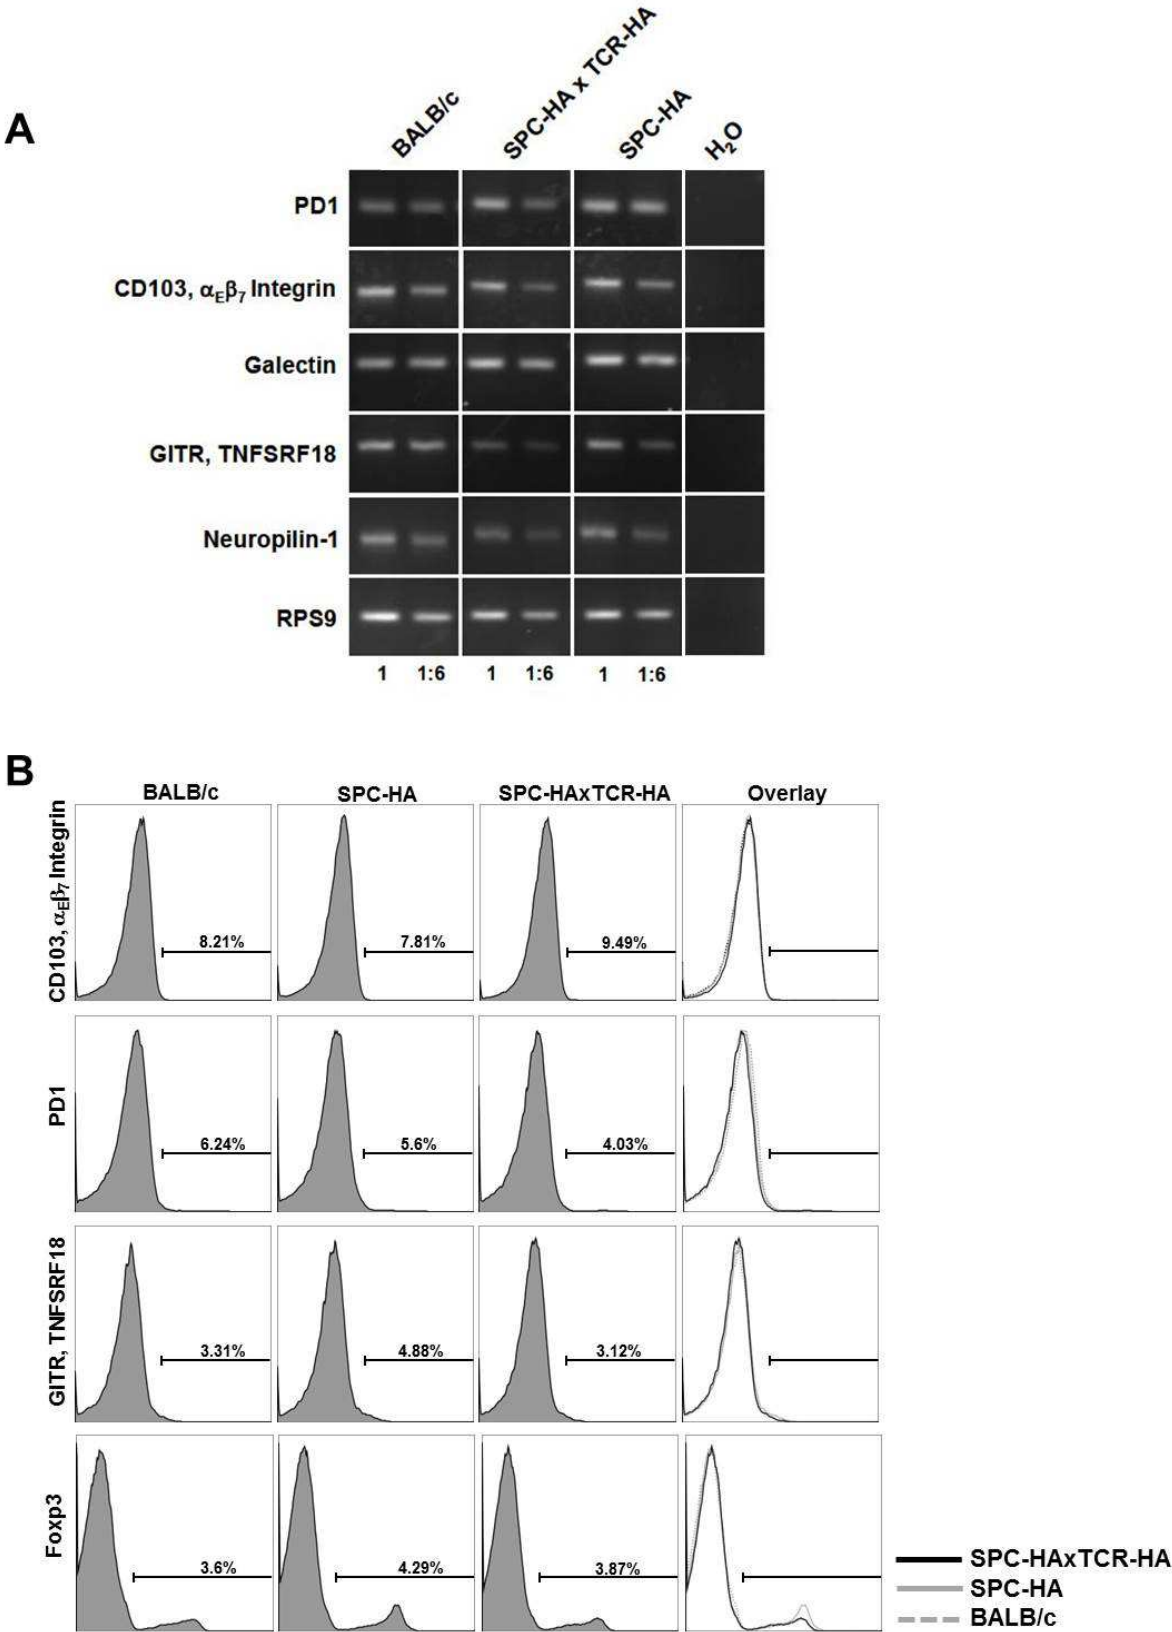 A
BALB/c
SPC-HA x TCR-HA
SPC-HA
H₂O
PD1
CD103, αEβ7 Integrin
Galectin
GITR, TNFSRF18
Neuropilin-1
RPS9
1 1:6 1 1:6 1 1:6
B
BALB/c SPC-HA SPC-HAxTCR-HA Overlay
CD103, αEβ7 Integrin
8.21% 7.81% 9.49%
PD1
6.24% 5.6% 4.03%
GITR, TNFSRF18
3.31% 4.88% 3.12%
Foxp3
3.6% 4.29% 3.87%
SPC-HAxTCR-HA
SPC-HA
BALB/c